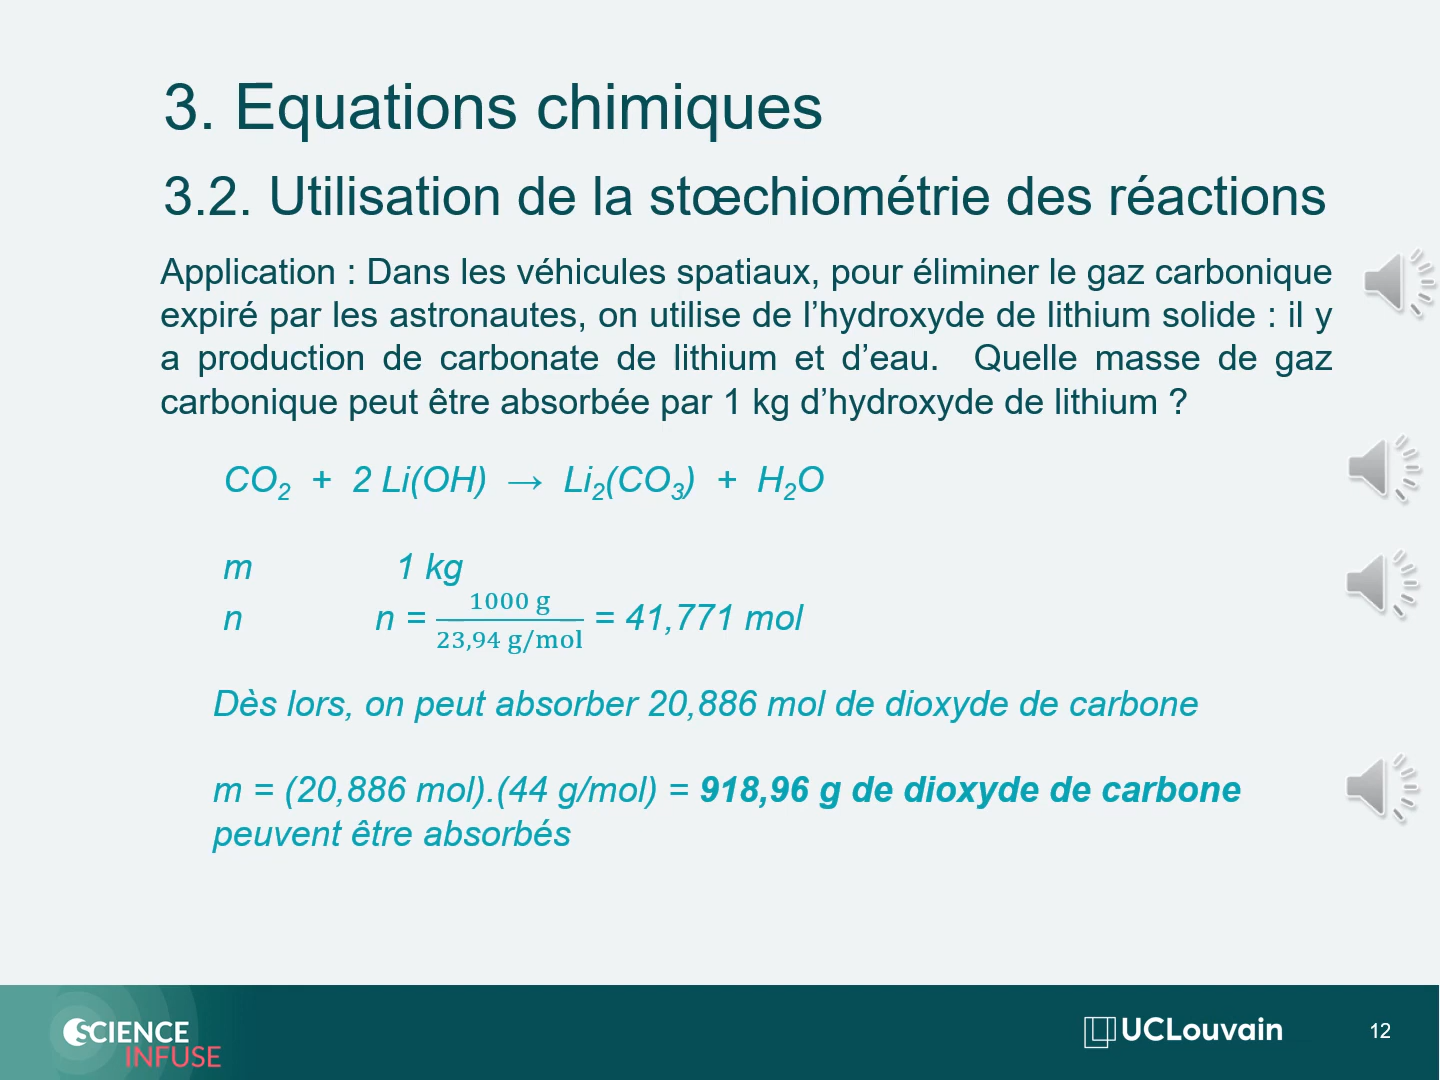 3. Equations chimiques
3.2. Utilisation de la stœchiométrie des réactions
Application : Dans les véhicules spatiaux, pour éliminer le gaz carbonique
expiré par les astronautes, on utilise de l’hydroxyde de lithium solide : il y
a production de carbonate de lithium et d’eau. Quelle masse de gaz
carbonique peut être absorbée par 1 kg d’hydroxyde de lithium ?
CO₂ + 2 Li(OH) → Li₂(CO₃) + H₂O
m 1 kg
n n = 1000 g / 23,94 g/mol = 41,771 mol
Dès lors, on peut absorber 20,886 mol de dioxyde de carbone
m = (20,886 mol).(44 g/mol) = 918,96 g de dioxyde de carbone
peuvent être absorbés
SCIENCE
INFUSE
UCLouvain
12